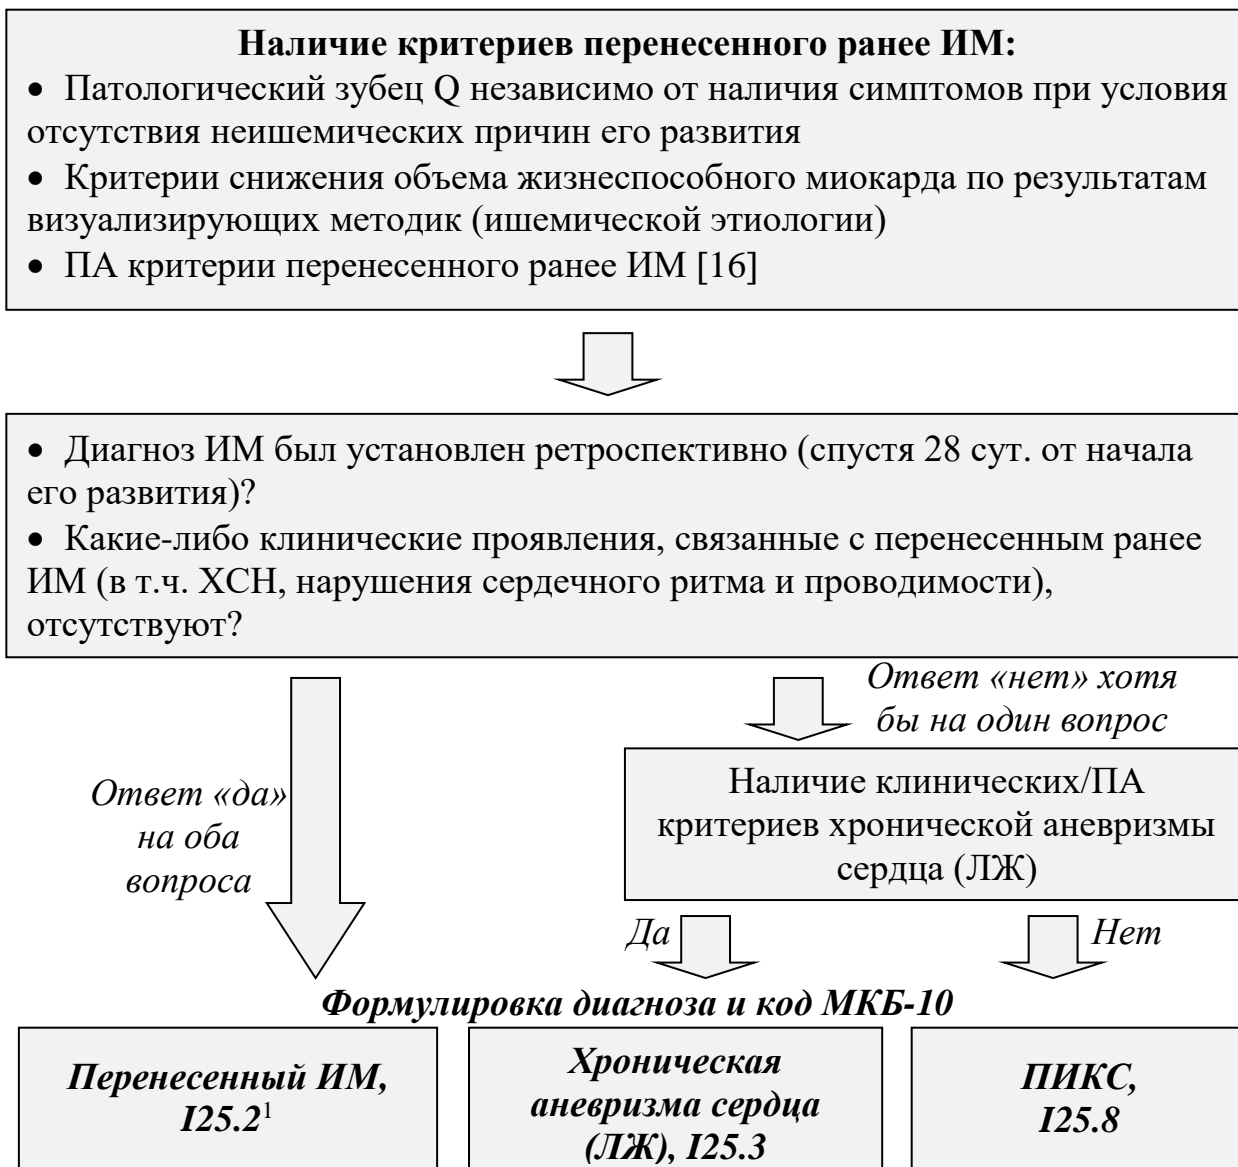 Наличие критериев перенесенного ранее ИМ:
• Патологический зубец Q независимо от наличия симптомов при условия
отсутствия неишемических причин его развития
• Критерии снижения объема жизнеспособного миокарда по результатам
визуализирующих методик (ишемической этиологии)
• ПА критерии перенесенного ранее ИМ [16]
• Диагноз ИМ был установлен ретроспективно (спустя 28 сут. от начала
его развития)?
• Какие-либо клинические проявления, связанные с перенесенным ранее
ИМ (в т.ч. ХСН, нарушения сердечного ритма и проводимости),
отсутствуют?
Ответ «да»
на оба
вопроса
Ответ «нет» хотя
бы на один вопрос
Наличие клинических/ПА
критериев хронической аневризмы
сердца (ЛЖ)
Да
Нет
Формулировка диагноза и код МКБ-10
Перенесенный ИМ,
I25.2¹
Хроническая
аневризма сердца
(ЛЖ), I25.3
ПИКС,
I25.8